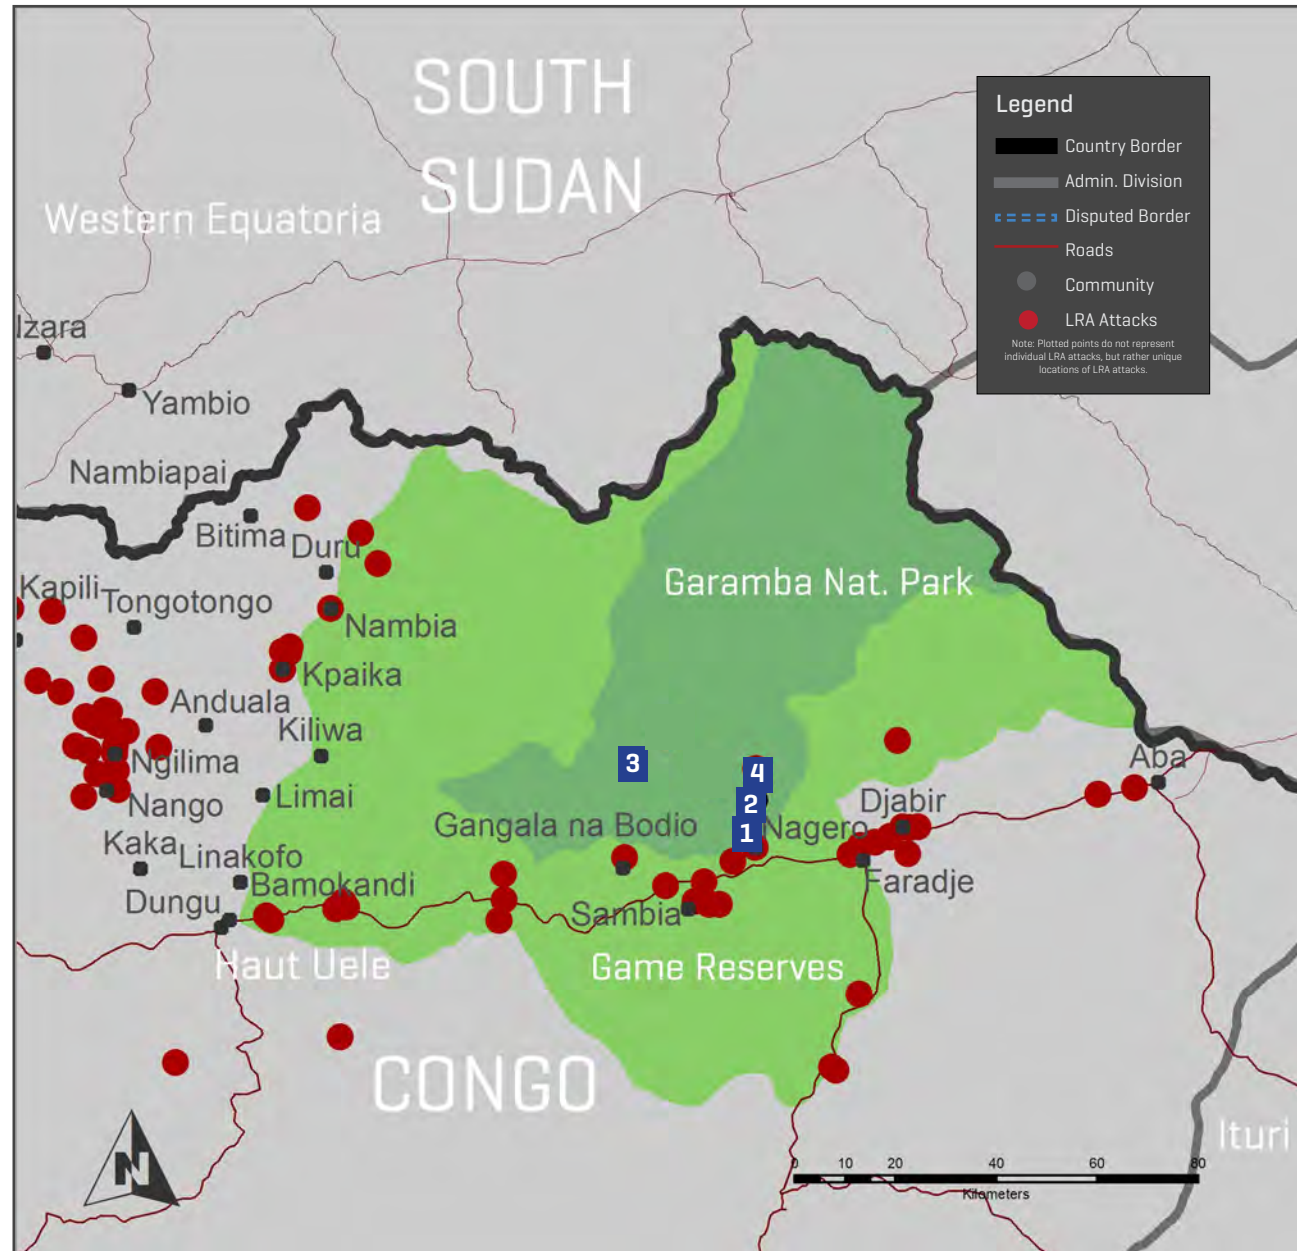 SOUTH
SUDAN
Western Equatoria
Legend
Country Border
Admin. Division
Disputed Border
Roads
Community
LRA Attacks
Note: Plotted points do not represent
individual LRA attacks, but rather unique
locations of LRA attacks.
Yambio
Nambiapai
Bitima
Duru
Kapili
Tongotongo
Garamba Nat. Park
Nambia
Kpaika
Anduala
Kiliwa
Ngilima
3
4
Aba
Nango
Limai
2
Djabir
Gangala na Bodio
1
Nagero
Kaka
Linakofo
Bamokandi
Faradje
Dungu
Sambia
Haut Uele
Game Reserves
CONGO
Ituri
N
0 10 20 40 60 80
Kilometers